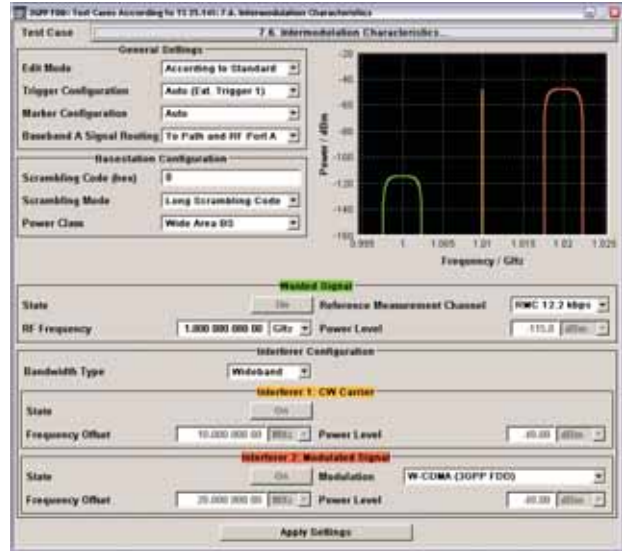 3GPP FDD: Test Cases According to TS 25.141: 7.6. Intermodulation Characteristics
Test Case
7.6. Intermodulation Characteristics...
General Settings
Edit Mode According to Standard
Trigger Configuration Auto (Ext. Trigger 1)
Marker Configuration Auto
Baseband A Signal Routing To Path and RF Port A
Basestation Configuration
Scrambling Code (hex) 0
Scrambling Mode Long Scrambling Code
Power Class Wide Area BS
Power / dBm
-20
-40
-60
-80
-100
-120
-140
-160
0.995 1 1.005 1.01 1.015 1.02 1.025
Frequency / GHz
Wanted Signal
State On Reference Measurement Channel RMC 12.2 kbps
RF Frequency 1.000 000 000 00 GHz Power Level -115.0 dBm
Interferer Configuration
Bandwidth Type Wideband
Interferer 1: CW Carrier
State On
Frequency Offset 10.000 000 00 MHz Power Level -48.00 dBm
Interferer 2: Modulated Signal
State On Modulation W-CDMA (3GPP FDD)
Frequency Offset 20.000 000 00 MHz Power Level -48.00 dBm
Apply Settings